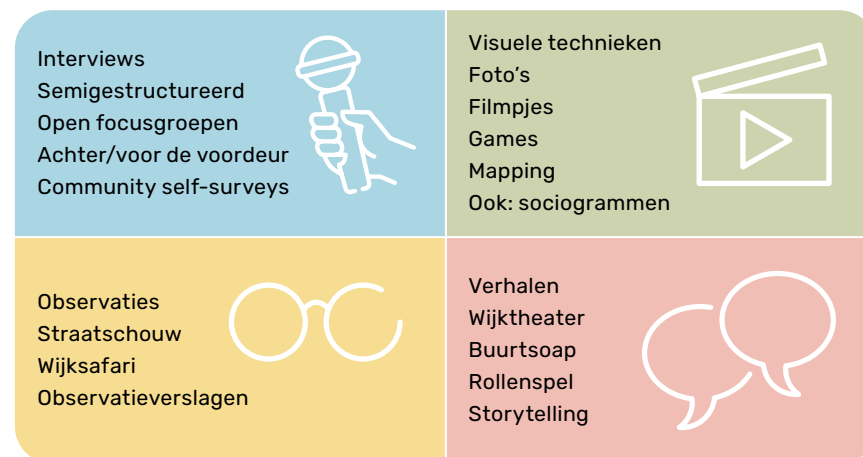 Interviews
Semigestructureerd
Open focusgroepen
Achter/voor de voordeur
Community self-surveys
Visuele technieken
Foto's
Filmpjes
Games
Mapping
Ook: sociogrammen
Observaties
Straatschouw
Wijksafari
Observatieverslagen
Verhalen
Wijktheater
Buurtsoap
Rollenspel
Storytelling